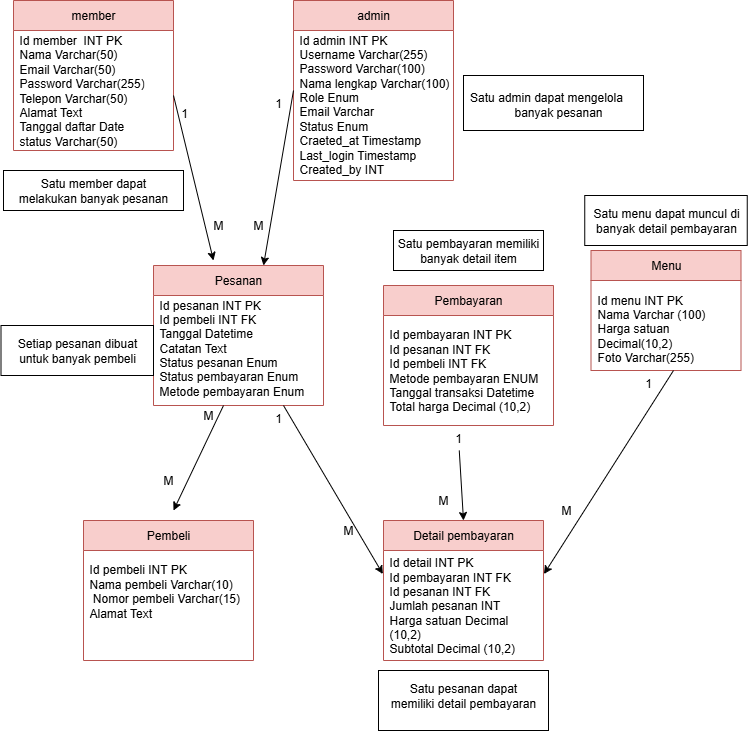 member
Id member  INT PK
Nama Varchar(50)
Email Varchar(50)
Password Varchar(255)
Telepon Varchar(50)
Alamat Text
Tanggal daftar Date
status Varchar(50)
admin
Id admin INT PK
Username Varchar(255)
Password Varchar(100)
Nama lengkap Varchar(100)
Role Enum
Email Varchar
Status Enum
Craeted_at Timestamp
Last_login Timestamp
Created_by INT
Satu admin dapat mengelola
banyak pesanan
1
1
Satu member dapat
melakukan banyak pesanan
M
M
Satu menu dapat muncul di
banyak detail pembayaran
Satu pembayaran memiliki
banyak detail item
Pesanan
Id pesanan INT PK
Id pembeli INT FK
Tanggal Datetime
Catatan Text
Status pesanan Enum
Status pembayaran Enum
Metode pembayaran Enum
Setiap pesanan dibuat
untuk banyak pembeli
Pembayaran
Id pembayaran INT PK
Id pesanan INT FK
Id pembeli INT FK
Metode pembayaran ENUM
Tanggal transaksi Datetime
Total harga Decimal (10,2)
Menu
Id menu INT PK
Nama Varchar (100)
Harga satuan
Decimal(10,2)
Foto Varchar(255)
M
1
1
1
M
M
M
M
Pembeli
Id pembeli INT PK
Nama pembeli Varchar(10)
Nomor pembeli Varchar(15)
Alamat Text
Detail pembayaran
Id detail INT PK
Id pembayaran INT FK
Id pesanan INT FK
Jumlah pesanan INT
Harga satuan Decimal
(10,2)
Subtotal Decimal (10,2)
Satu pesanan dapat
memiliki detail pembayaran